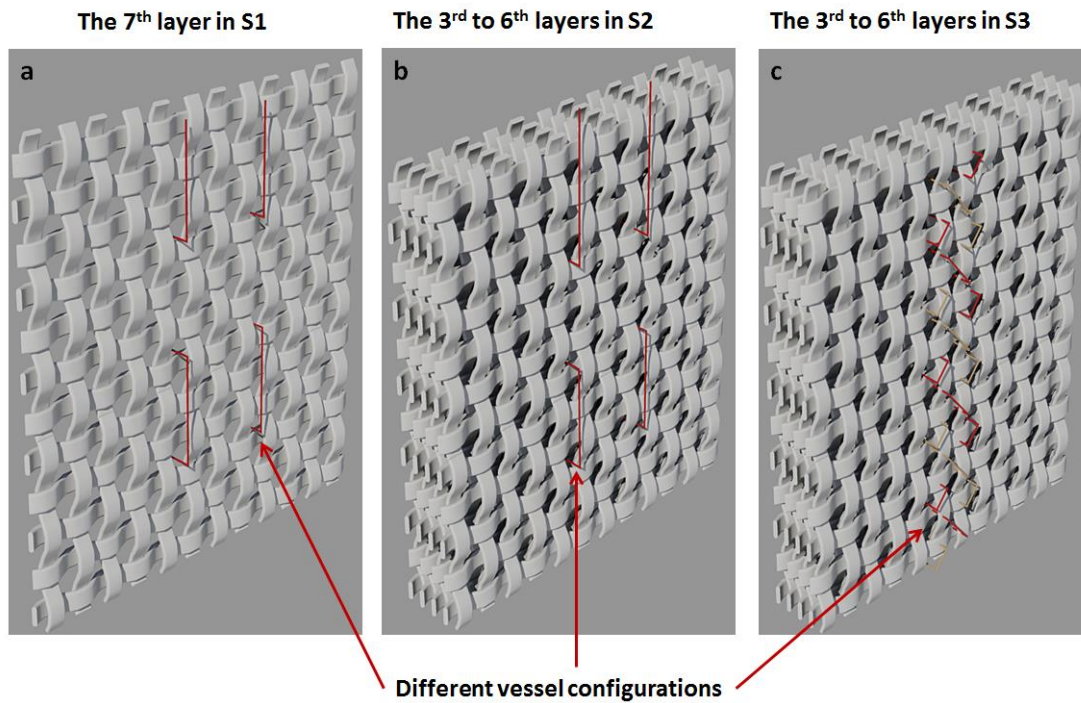 The 7th layer in S1
The 3rd to 6th layers in S2
The 3rd to 6th layers in S3
a
b
c
Different vessel configurations